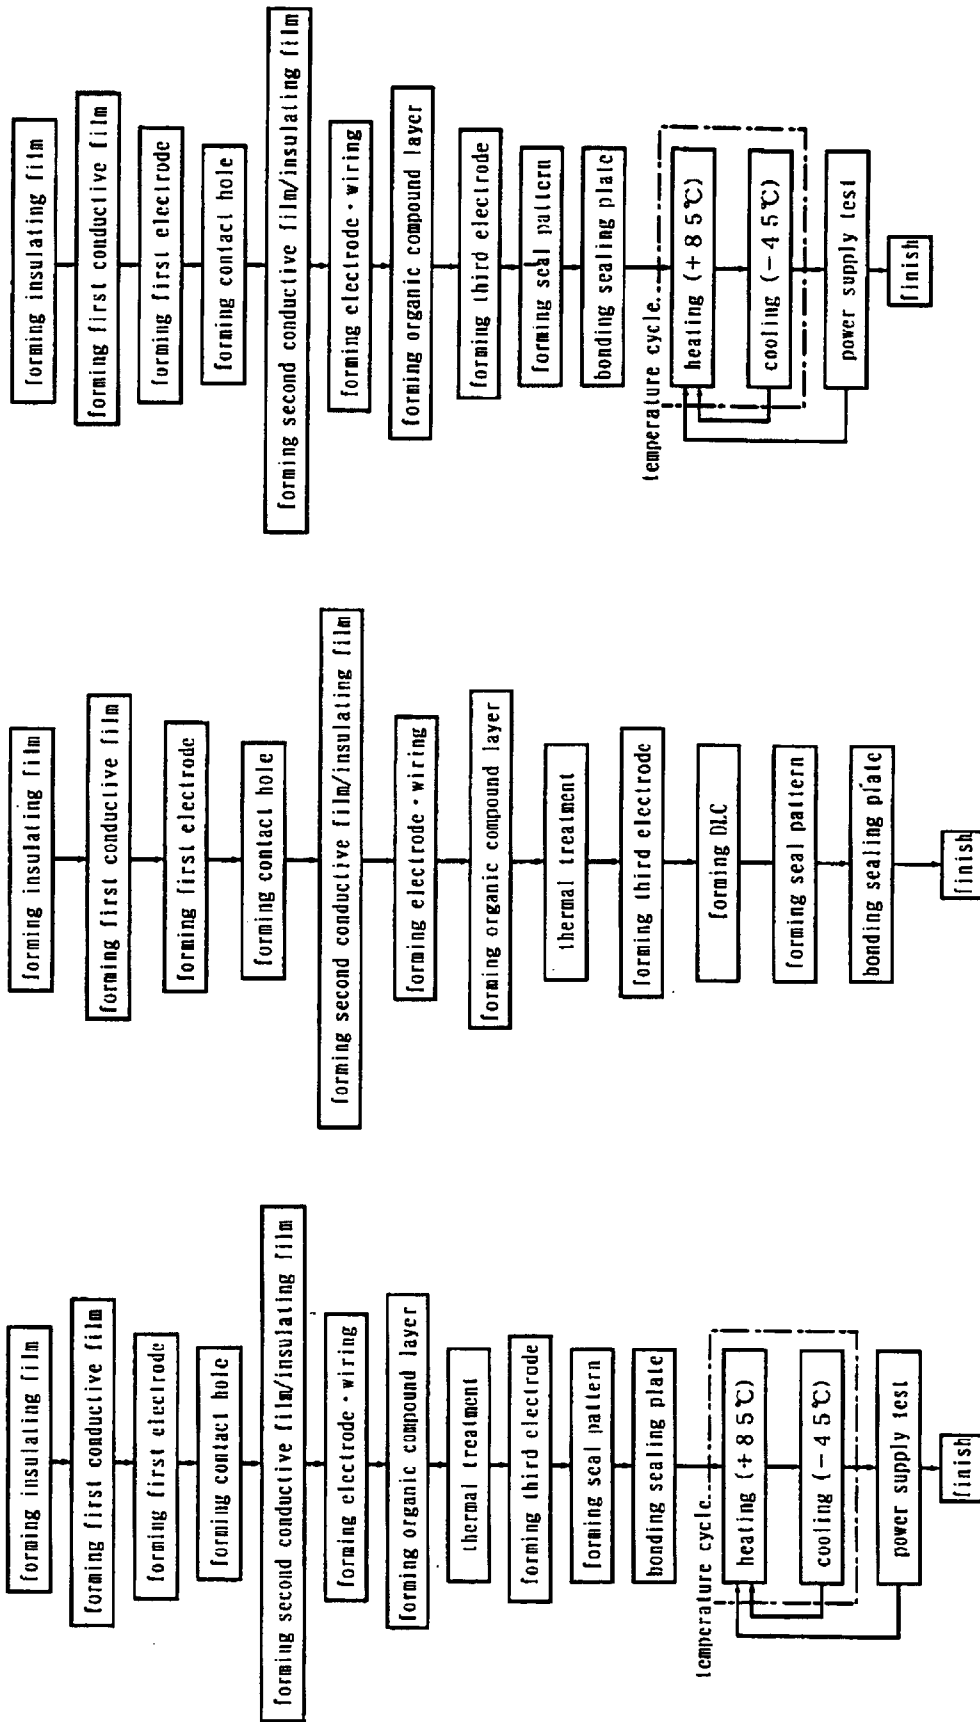 forming insulating film
forming first conductive film
forming first electrode
forming contact hole
forming second conductive film/insulating film
forming electrode・wiring
forming organic compound layer
thermal treatment
forming third electrode
forming seal pattern
bonding sealing plate
temperature cycle
heating (+85℃)
cooling (−45℃)
power supply test
finish
forming insulating film
forming first conductive film
forming first electrode
forming contact hole
forming second conductive film/insulating film
forming electrode・wiring
forming organic compound layer
thermal treatment
forming third electrode
forming DLC
forming seal pattern
bonding sealing plate
finish
forming insulating film
forming first conductive film
forming first electrode
forming contact hole
forming second conductive film/insulating film
forming electrode・wiring
forming organic compound layer
forming third electrode
forming seal pattern
bonding sealing plate
temperature cycle
heating (+85℃)
cooling (−45℃)
power supply test
finish